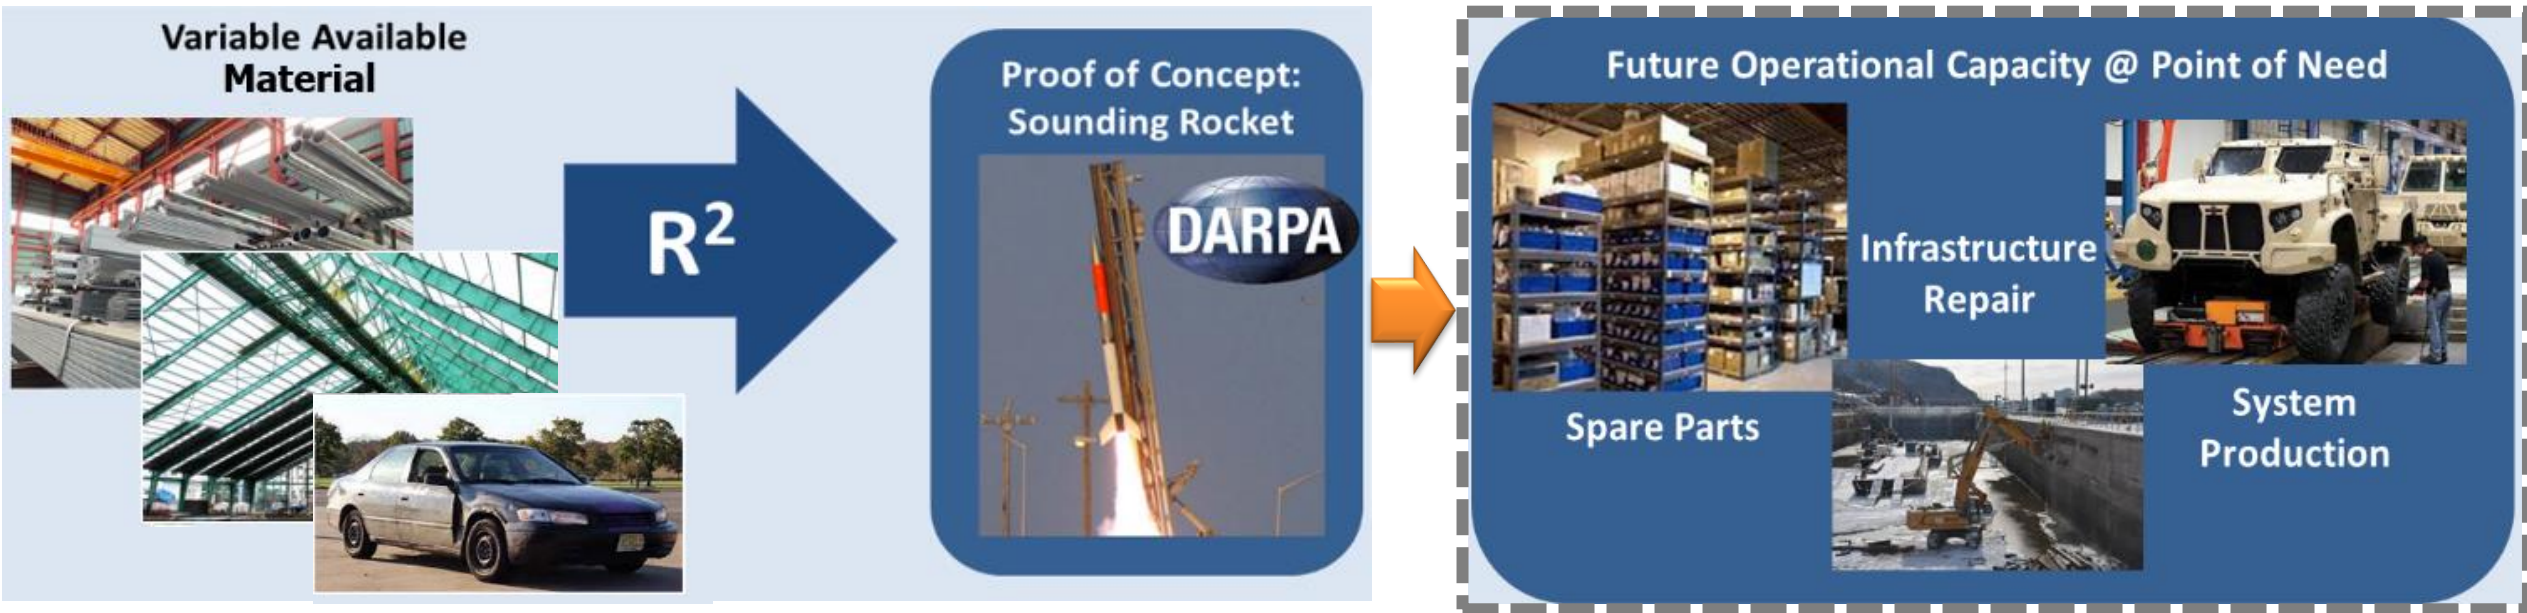 Variable Available
Material
R²
Proof of Concept:
Sounding Rocket
DARPA
Future Operational Capacity @ Point of Need
Spare Parts
Infrastructure
Repair
System
Production